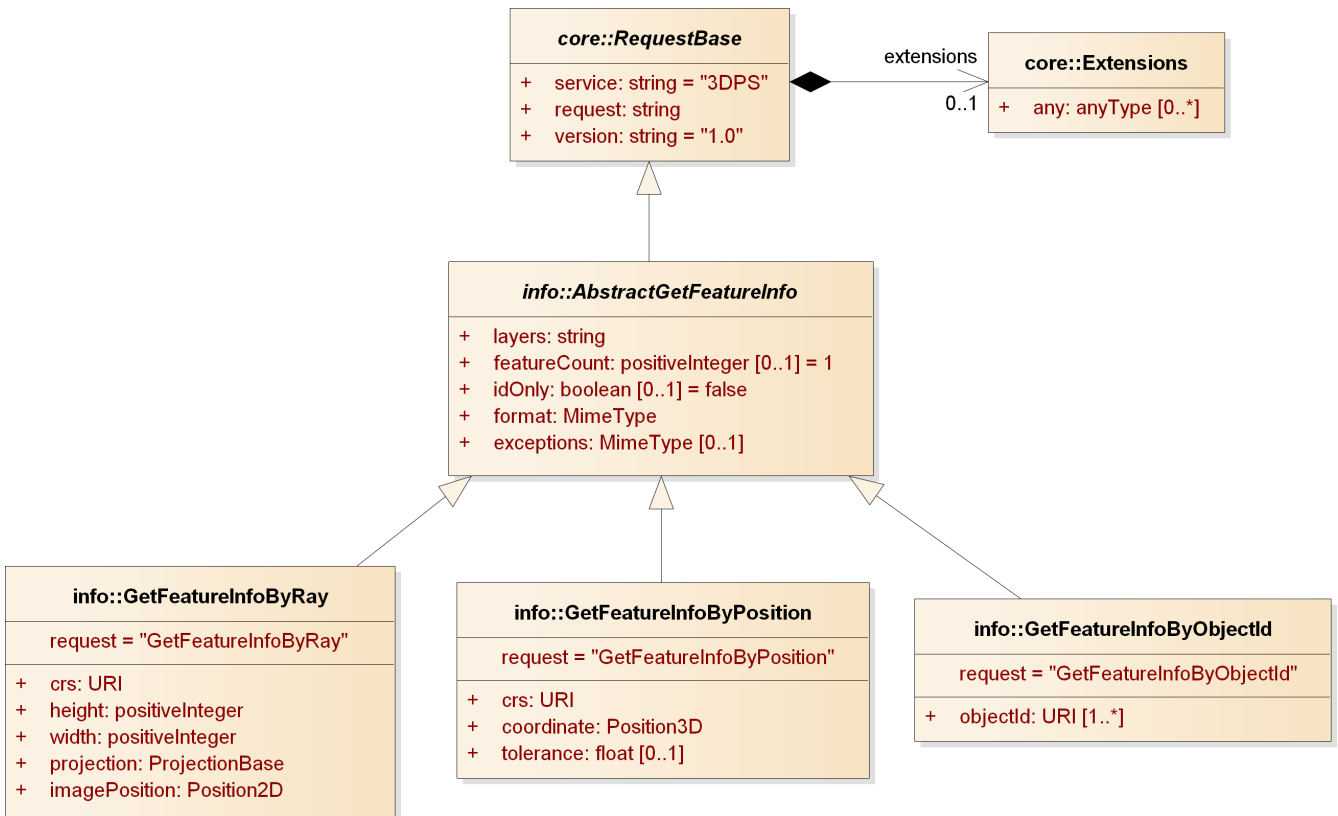 core::RequestBase
+ service: string = "3DPS"
+ request: string
+ version: string = "1.0"
extensions
0..1
core::Extensions
+ any: anyType [0..*]
info::AbstractGetFeatureInfo
+ layers: string
+ featureCount: positiveInteger [0..1] = 1
+ idOnly: boolean [0..1] = false
+ format: MimeType
+ exceptions: MimeType [0..1]
info::GetFeatureInfoByRay
request = "GetFeatureInfoByRay"
+ crs: URI
+ height: positiveInteger
+ width: positiveInteger
+ projection: ProjectionBase
+ imagePosition: Position2D
info::GetFeatureInfoByPosition
request = "GetFeatureInfoByPosition"
+ crs: URI
+ coordinate: Position3D
+ tolerance: float [0..1]
info::GetFeatureInfoByObjectId
request = "GetFeatureInfoByObjectId"
+ objectId: URI [1..*]